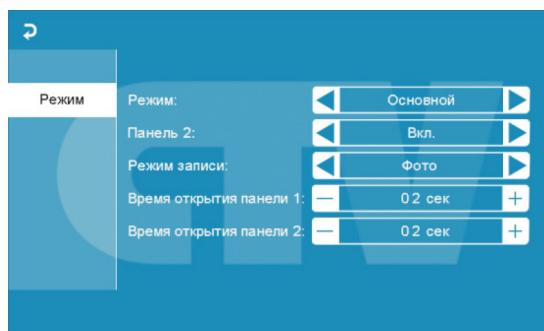 Режим
Режим: Основной
Панель 2: Вкл.
Режим записи: Фото
Время открытия панели 1: — 02 сек +
Время открытия панели 2: — 02 сек +